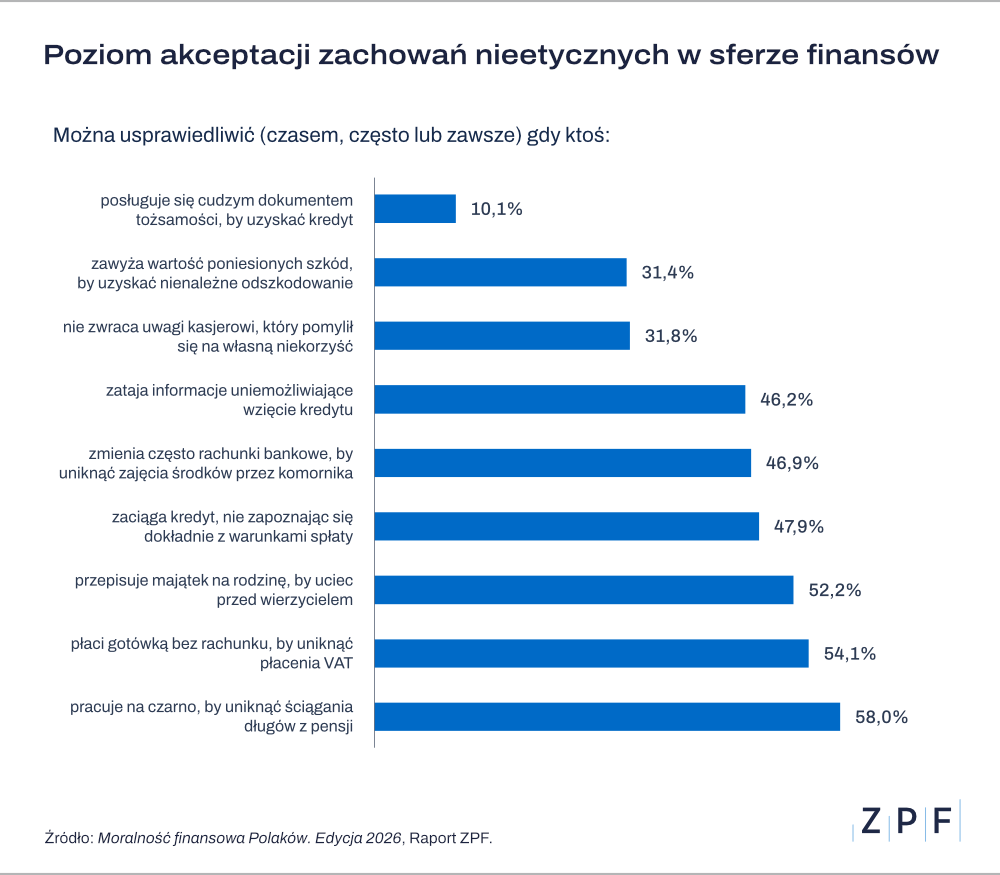 Poziom akceptacji zachowań nieetycznych w sferze finansów
Można usprawiedliwić (czasem, często lub zawsze) gdy ktoś:
posługuje się cudzym dokumentem
tożsamości, by uzyskać kredyt
10,1%
zawyża wartość poniesionych szkód,
by uzyskać nienależne odszkodowanie
31,4%
nie zwraca uwagi kasjerowi, który pomylił
się na własną niekorzyść
31,8%
zataja informacje uniemożliwiające
wzięcie kredytu
46,2%
zmienia często rachunki bankowe, by
uniknąć zajęcia środków przez komornika
46,9%
zaciąga kredyt, nie zapoznając się
dokładnie z warunkami spłaty
47,9%
przepisuje majątek na rodzinę, by uciec
przed wierzycielem
52,2%
płaci gotówką bez rachunku, by uniknąć
płacenia VAT
54,1%
pracuje na czarno, by uniknąć ściągania
długów z pensji
58,0%
Źródło: Moralność finansowa Polaków. Edycja 2026, Raport ZPF.
ZPF